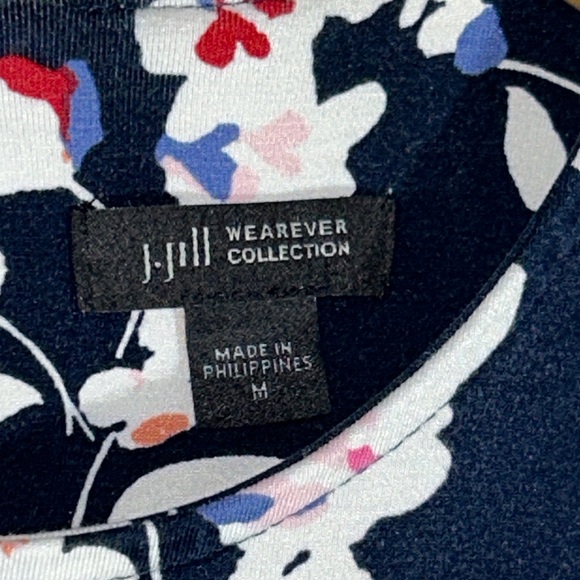 J.Jill WEAREVER
COLLECTION
MADE IN
PHILIPPINES
M